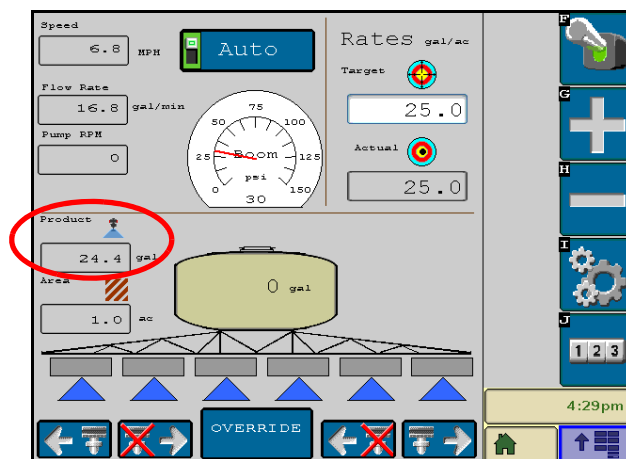 Speed
6.8 MPH
Auto
Flow Rate
16.8 gal/min
Pump RPM
0
Rates gal/ac
Target
25.0
Actual
25.0
75
50 100
25 Boom 125
psi
0 150
30
Product
24.4 gal
Area
1.0 ac
0 gal
OVERRIDE
F
G
H
I
J
1 2 3
4:29pm